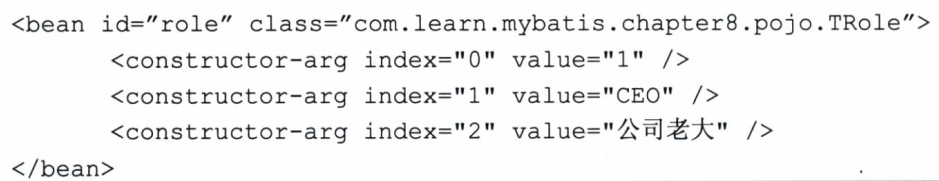 <bean id="role" class="com.learn.mybatis.chapter8.pojo.TRole">
<constructor-arg index="0" value="1" />
<constructor-arg index="1" value="CEO" />
<constructor-arg index="2" value="公司老大" />
</bean>